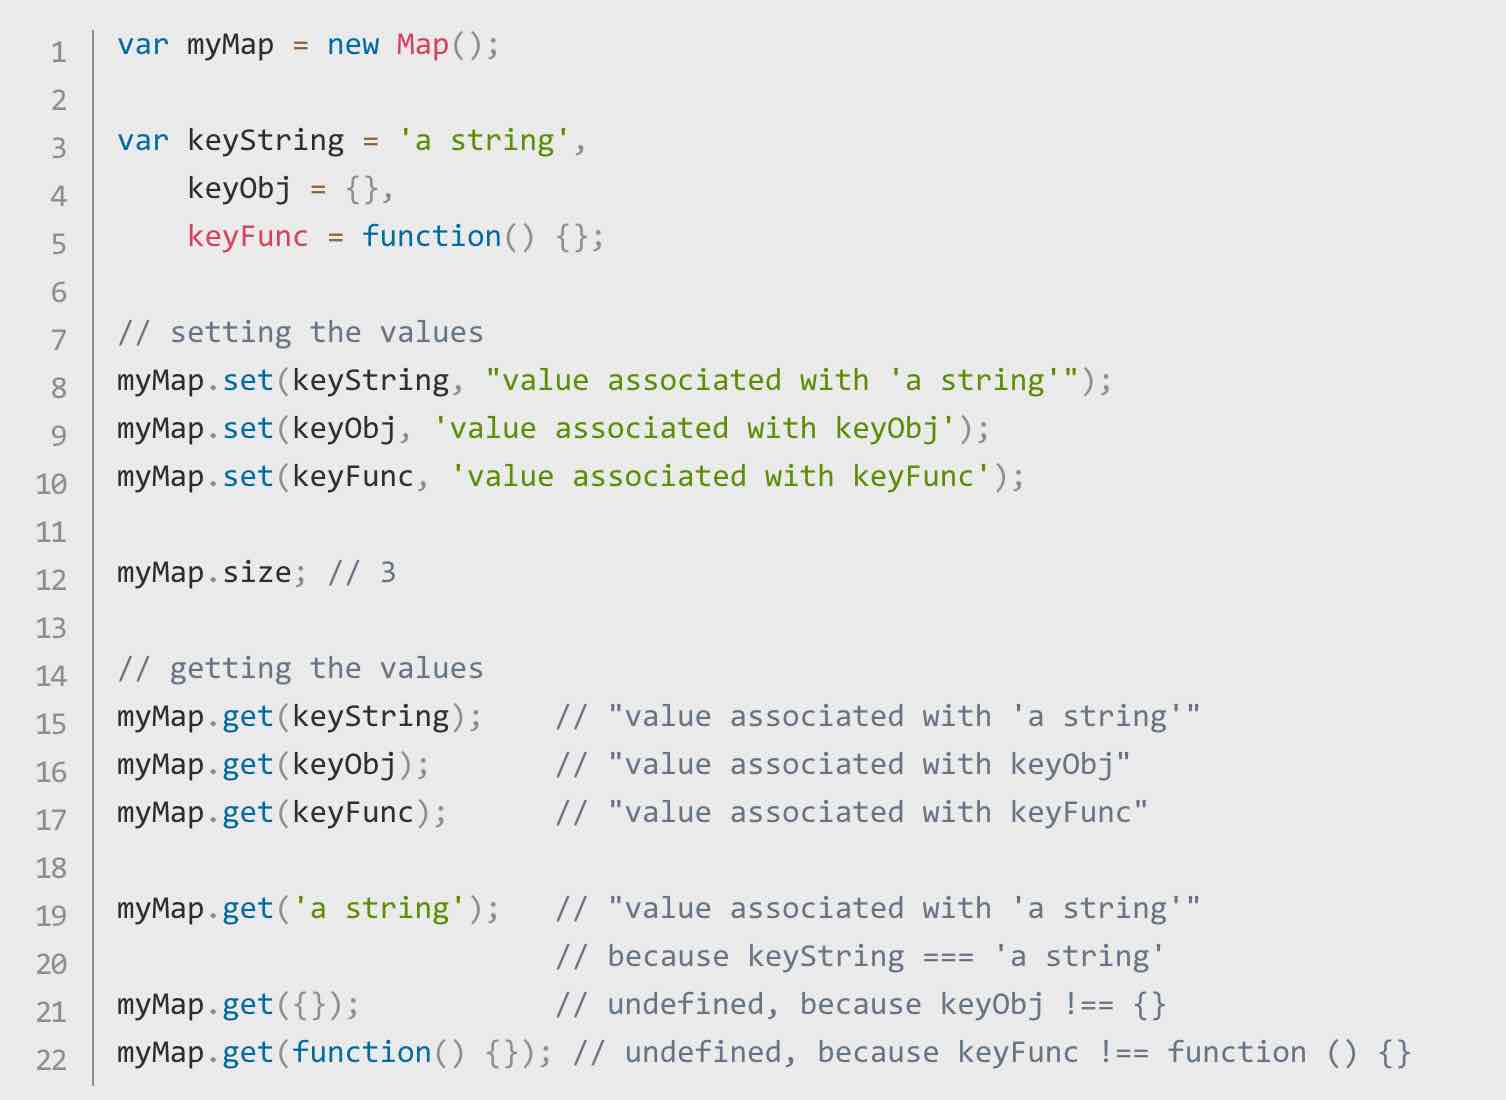 1 var myMap = new Map();
2
3 var keyString = 'a string',
4     keyObj = {},
5     keyFunc = function() {};
6
7 // setting the values
8 myMap.set(keyString, "value associated with 'a string'");
9 myMap.set(keyObj, 'value associated with keyObj');
10 myMap.set(keyFunc, 'value associated with keyFunc');
11
12 myMap.size; // 3
13
14 // getting the values
15 myMap.get(keyString);    // "value associated with 'a string'"
16 myMap.get(keyObj);       // "value associated with keyObj"
17 myMap.get(keyFunc);      // "value associated with keyFunc"
18
19 myMap.get('a string');   // "value associated with 'a string'"
20                          // because keyString === 'a string'
21 myMap.get({});           // undefined, because keyObj !== {}
22 myMap.get(function() {}); // undefined, because keyFunc !== function () {}